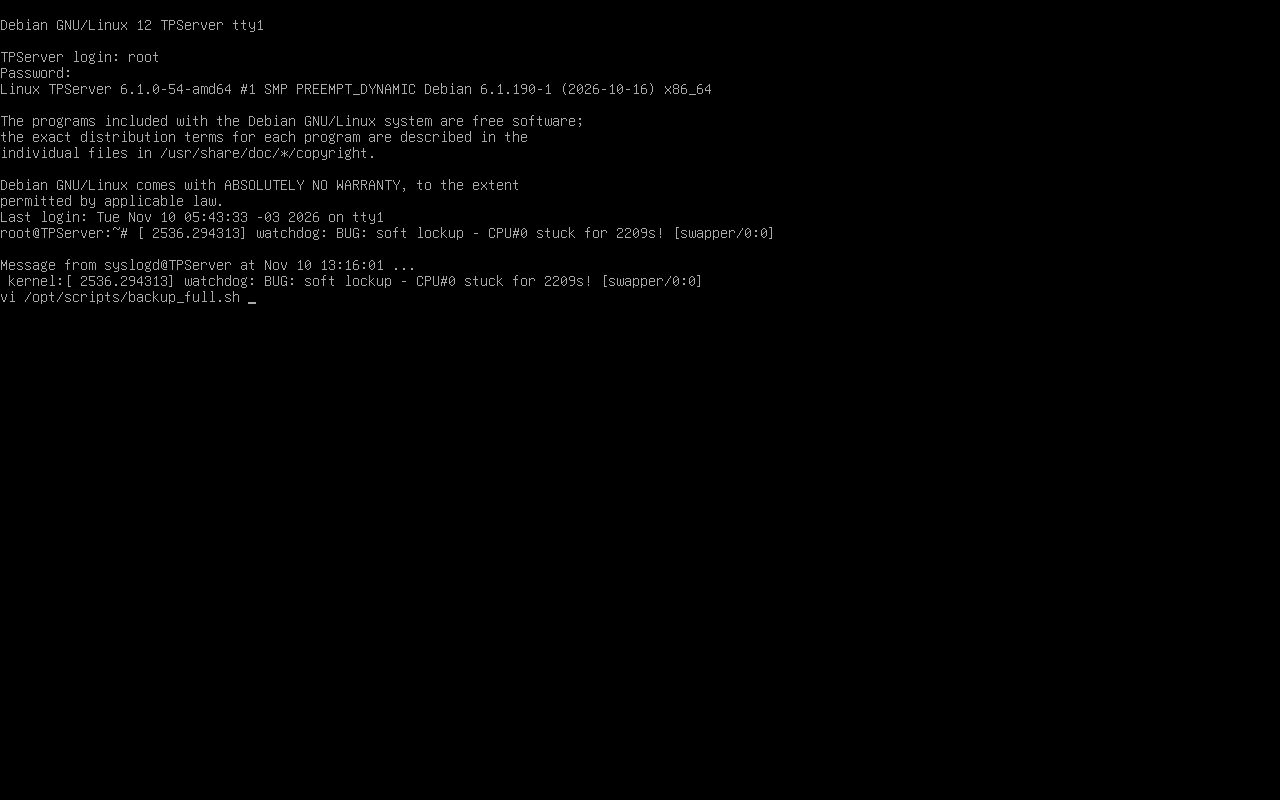 Debian GNU/Linux 12 TPServer tty1
TPServer login: root
Password:
Linux TPServer 6.1.0-54-amd64 #1 SMP PREEMPT_DYNAMIC Debian 6.1.190-1 (2026-10-16) x86_64
The programs included with the Debian GNU/Linux system are free software;
the exact distribution terms for each program are described in the
individual files in /usr/share/doc/*/copyright.
Debian GNU/Linux comes with ABSOLUTELY NO WARRANTY, to the extent
permitted by applicable law.
Last login: Tue Nov 10 05:43:33 -03 2026 on tty1
root@TPServer:~# [ 2536.294313] watchdog: BUG: soft lockup - CPU#0 stuck for 2209s! [swapper/0:0]
Message from syslogd@TPServer at Nov 10 13:16:01 ...
 kernel:[ 2536.294313] watchdog: BUG: soft lockup - CPU#0 stuck for 2209s! [swapper/0:0]
vi /opt/scripts/backup_full.sh _